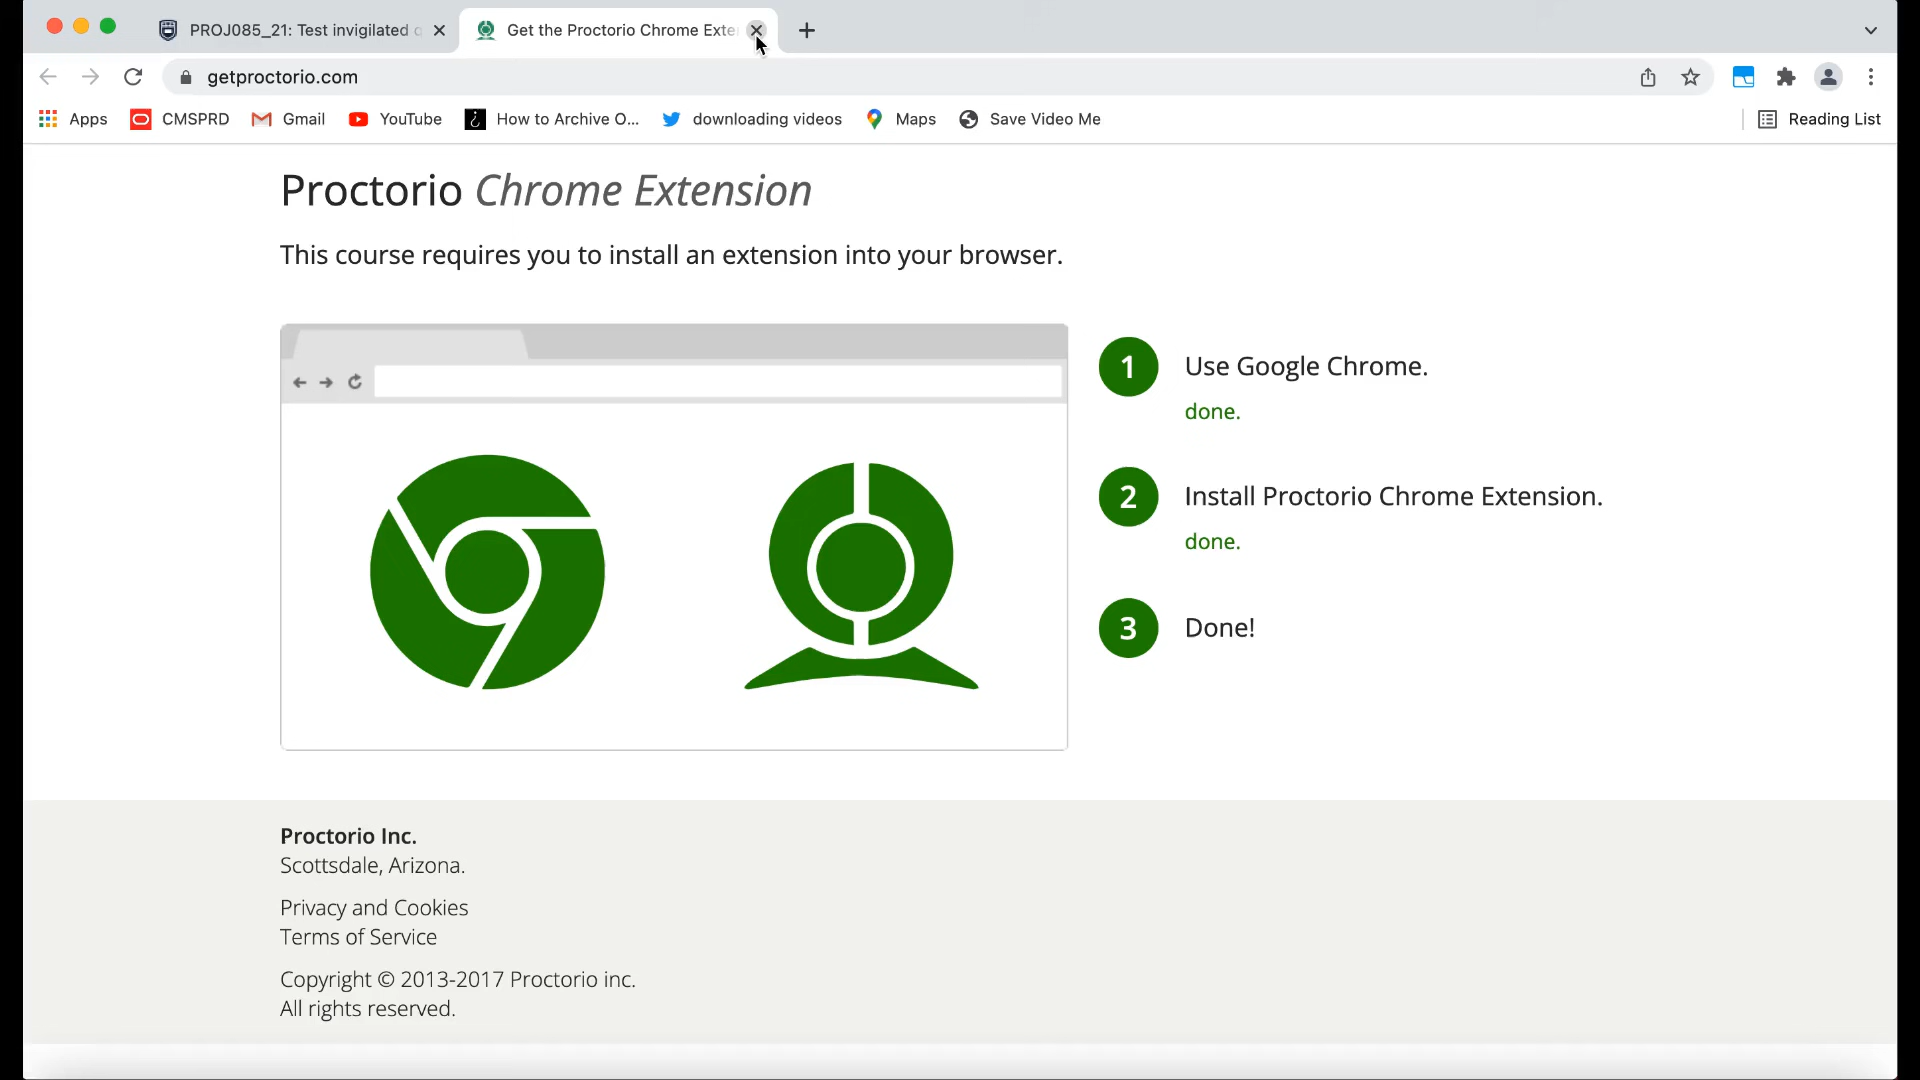 PROJ085_21: Test invigilated
Get the Proctorio Chrome Exte
getproctorio.com
Apps
CMSPRD
Gmail
YouTube
How to Archive O...
downloading videos
Maps
Save Video Me
Reading List
Proctorio Chrome Extension
This course requires you to install an extension into your browser.
1
Use Google Chrome.
done.
2
Install Proctorio Chrome Extension.
done.
3
Done!
Proctorio Inc.
Scottsdale, Arizona.
Privacy and Cookies
Terms of Service
Copyright © 2013-2017 Proctorio inc.
All rights reserved.